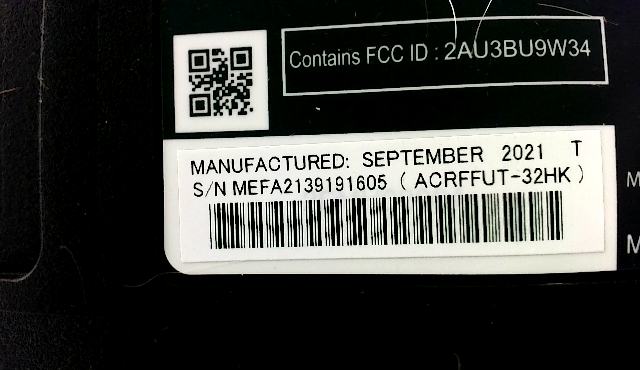 Contains FCC ID : 2AU3BU9W34
MANUFACTURED: SEPTEMBER 2021 T
S/N MEFA2139191605 ( ACRFFUT-32HK )
M
M